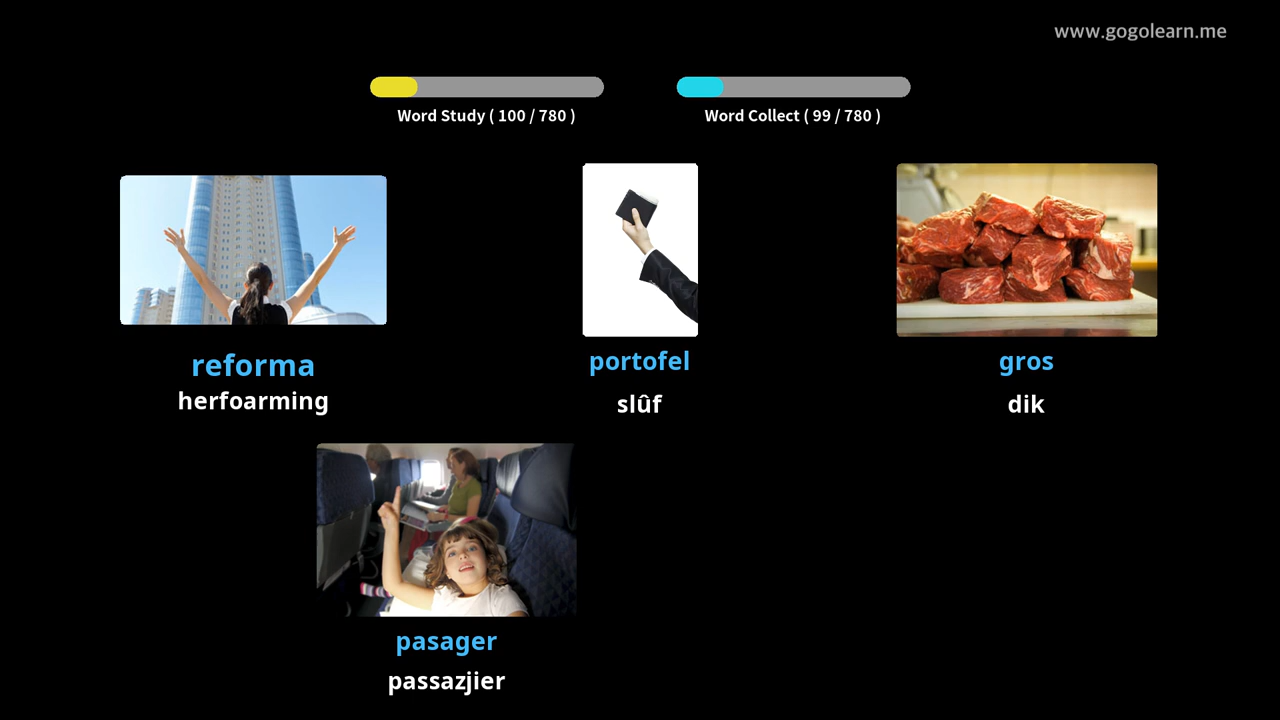 www.gogolearn.me
Word Study ( 100 / 780 )
Word Collect ( 99 / 780 )
reforma
herfoarming
portofel
slûf
gros
dik
pasager
passazjier